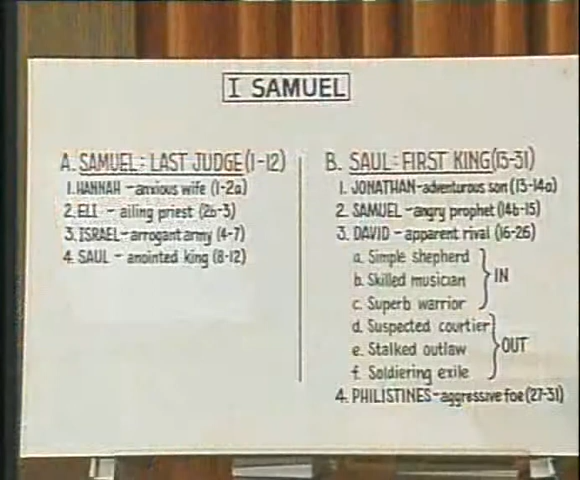 I SAMUEL
A. SAMUEL: LAST JUDGE (1-12)
1. HANNAH - anxious wife (1-2a)
2. ELI - ailing priest (2b-3)
3. ISRAEL - arrogant army (4-7)
4. SAUL - anointed king (8-12)
B. SAUL: FIRST KING (13-31)
1. JONATHAN - adventurous son (13-14a)
2. SAMUEL - angry prophet (14b-15)
3. DAVID - apparent rival (16-26)
a. Simple shepherd
b. Skilled musician
c. Superb warrior
IN
d. Suspected courtier
e. Stalked outlaw
f. Soldiering exile
OUT
4. PHILISTINES - aggressive foe (27-31)